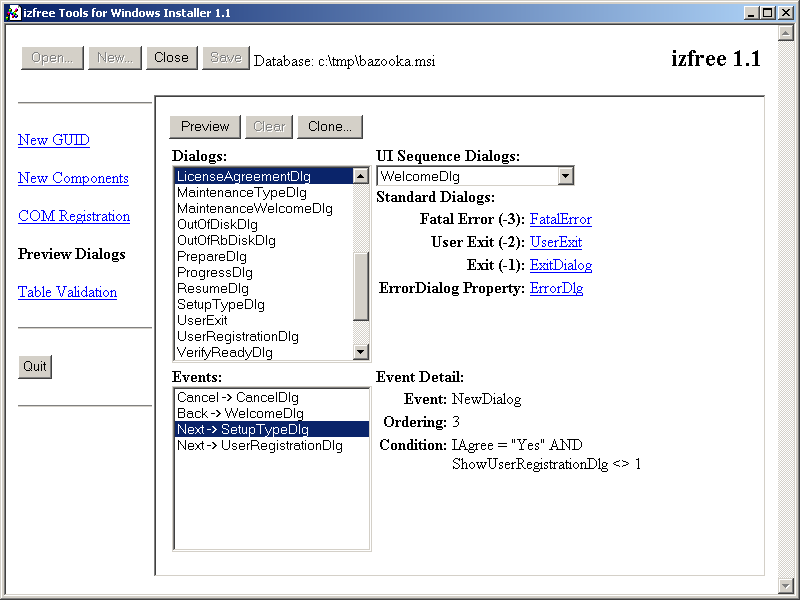 izfree Tools for Windows Installer 1.1
Open... New... Close Save Database: c:\tmp\bazooka.msi izfree 1.1
New GUID
New Components
COM Registration
Preview Dialogs
Table Validation
Quit
Preview Clear Clone...
Dialogs:
LicenseAgreementDlg
MaintenanceTypeDlg
MaintenanceWelcomeDlg
OutOfDiskDlg
OutOfRbDiskDlg
PrepareDlg
ProgressDlg
ResumeDlg
SetupTypeDlg
UserExit
UserRegistrationDlg
VerifyReadyDlg
UI Sequence Dialogs:
WelcomeDlg
Standard Dialogs:
Fatal Error (-3): FatalError
User Exit (-2): UserExit
Exit (-1): ExitDialog
ErrorDialog Property: ErrorDlg
Events:
Cancel -> CancelDlg
Back -> WelcomeDlg
Next -> SetupTypeDlg
Next -> UserRegistrationDlg
Event Detail:
Event: NewDialog
Ordering: 3
Condition: IAgree = "Yes" AND
ShowUserRegistrationDlg <> 1